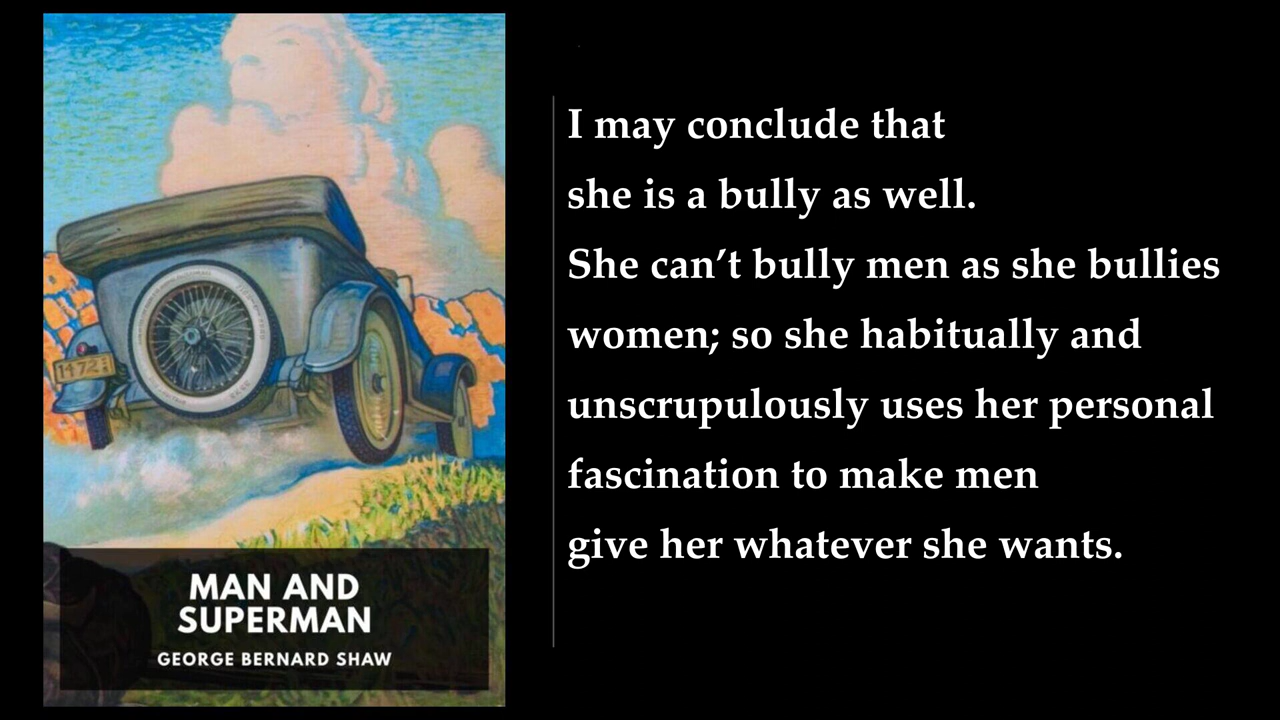 I may conclude that
she is a bully as well.
She can’t bully men as she bullies
women; so she habitually and
unscrupulously uses her personal
fascination to make men
give her whatever she wants.
1472
MAN AND
SUPERMAN
GEORGE BERNARD SHAW